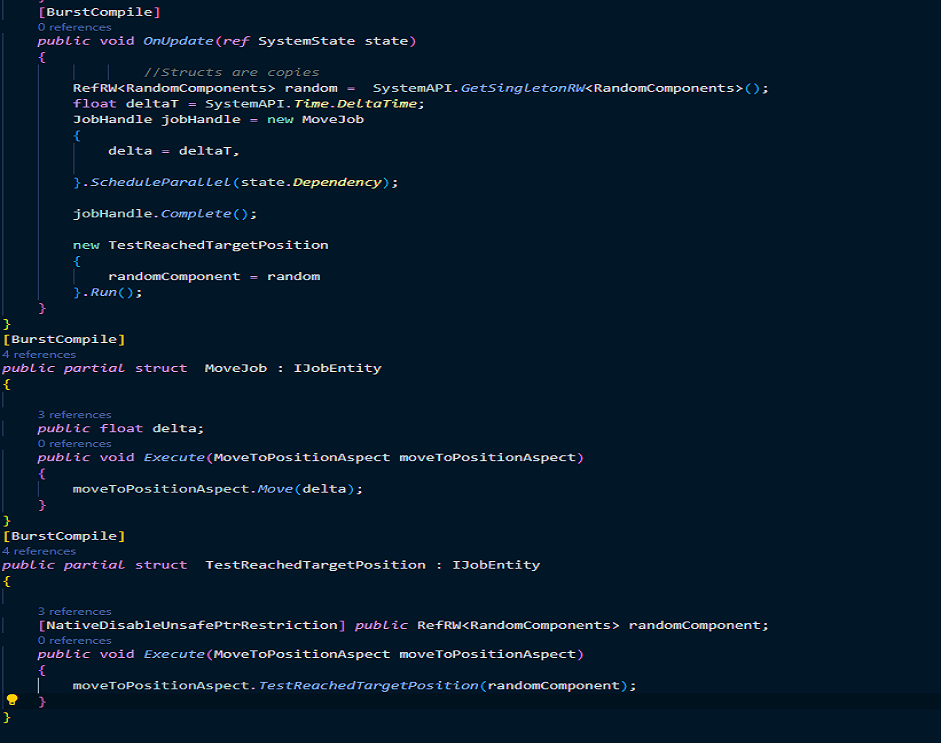 [BurstCompile]
0 references
public void OnUpdate(ref SystemState state)
{
//Structs are copies
RefRW<RandomComponents> random =  SystemAPI.GetSingletonRW<RandomComponents>();
float deltaT = SystemAPI.Time.DeltaTime;
JobHandle jobHandle = new MoveJob
{
delta = deltaT,
}.ScheduleParallel(state.Dependency);
jobHandle.Complete();
new TestReachedTargetPosition
{
randomComponent = random
}.Run();
}
}
[BurstCompile]
4 references
public partial struct  MoveJob : IJobEntity
{
3 references
public float delta;
0 references
public void Execute(MoveToPositionAspect moveToPositionAspect)
{
moveToPositionAspect.Move(delta);
}
}
[BurstCompile]
4 references
public partial struct  TestReachedTargetPosition : IJobEntity
{
3 references
[NativeDisableUnsafePtrRestriction] public RefRW<RandomComponents> randomComponent;
0 references
public void Execute(MoveToPositionAspect moveToPositionAspect)
{
moveToPositionAspect.TestReachedTargetPosition(randomComponent);
}
}